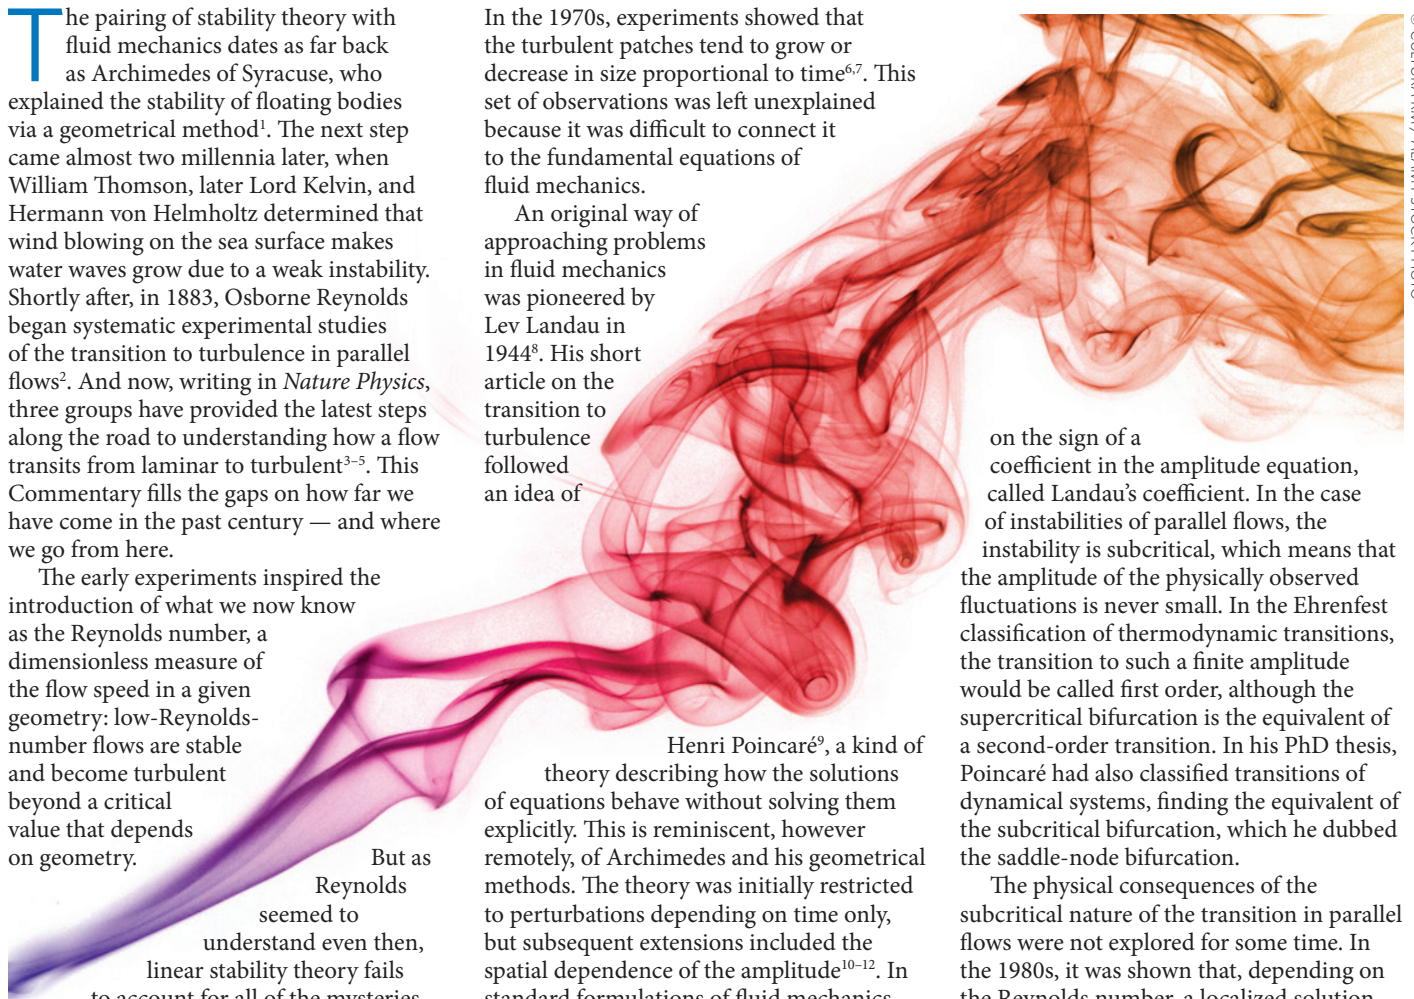 The pairing of stability theory with
fluid mechanics dates as far back
as Archimedes of Syracuse, who
explained the stability of floating bodies
via a geometrical method¹. The next step
came almost two millennia later, when
William Thomson, later Lord Kelvin, and
Hermann von Helmholtz determined that
wind blowing on the sea surface makes
water waves grow due to a weak instability.
Shortly after, in 1883, Osborne Reynolds
began systematic experimental studies
of the transition to turbulence in parallel
flows². And now, writing in Nature Physics,
three groups have provided the latest steps
along the road to understanding how a flow
transits from laminar to turbulent³⁻⁵. This
Commentary fills the gaps on how far we
have come in the past century — and where
we go from here.
The early experiments inspired the
introduction of what we now know
as the Reynolds number, a
dimensionless measure of
the flow speed in a given
geometry: low-Reynolds-
number flows are stable
and become turbulent
beyond a critical
value that depends
on geometry.
But as
Reynolds
seemed to
understand even then,
linear stability theory fails
to account for all of the mysteries
In the 1970s, experiments showed that
the turbulent patches tend to grow or
decrease in size proportional to time⁶,⁷. This
set of observations was left unexplained
because it was difficult to connect it
to the fundamental equations of
fluid mechanics.
An original way of
approaching problems
in fluid mechanics
was pioneered by
Lev Landau in
1944⁸. His short
article on the
transition to
turbulence
followed
an idea of
Henri Poincaré⁹, a kind of
theory describing how the solutions
of equations behave without solving them
explicitly. This is reminiscent, however
remotely, of Archimedes and his geometrical
methods. The theory was initially restricted
to perturbations depending on time only,
but subsequent extensions included the
spatial dependence of the amplitude¹⁰⁻¹². In
standard formulations of fluid mechanics
on the sign of a
coefficient in the amplitude equation,
called Landau's coefficient. In the case
of instabilities of parallel flows, the
instability is subcritical, which means that
the amplitude of the physically observed
fluctuations is never small. In the Ehrenfest
classification of thermodynamic transitions,
the transition to such a finite amplitude
would be called first order, although the
supercritical bifurcation is the equivalent of
a second-order transition. In his PhD thesis,
Poincaré had also classified transitions of
dynamical systems, finding the equivalent of
the subcritical bifurcation, which he dubbed
the saddle-node bifurcation.
The physical consequences of the
subcritical nature of the transition in parallel
flows were not explored for some time. In
the 1980s, it was shown that, depending on
the Reynolds number, a localized solution